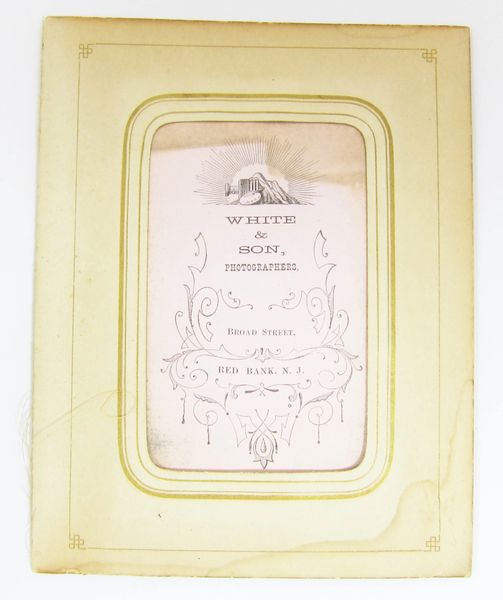 WHITE
&
SON,
PHOTOGRAPHERS,
BROAD STREET,
RED BANK, N. J.